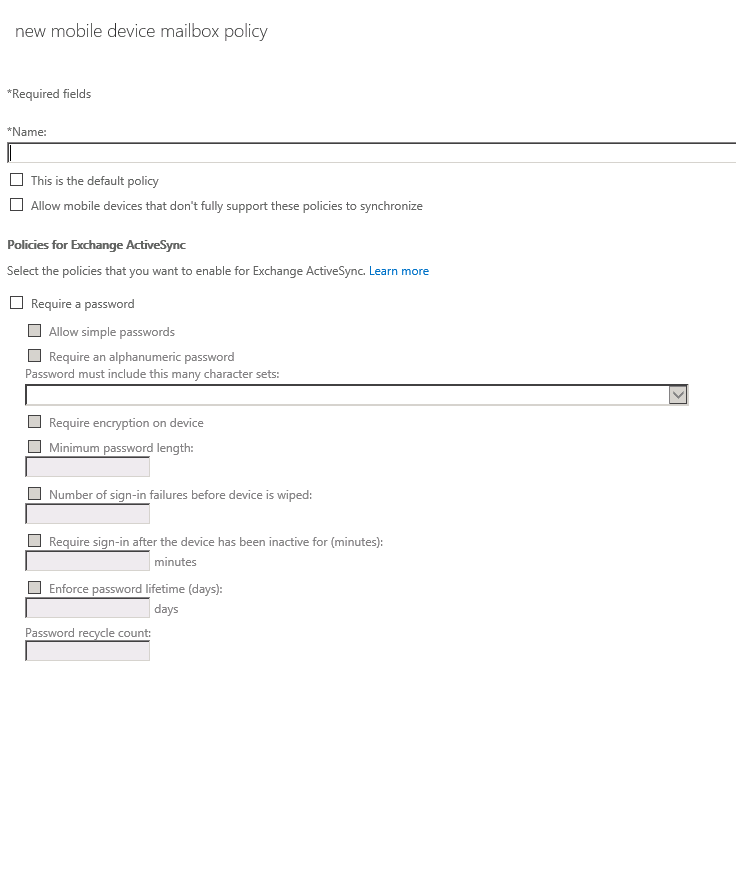 new mobile device mailbox policy
*Required fields
*Name:
This is the default policy
Allow mobile devices that don't fully support these policies to synchronize
Policies for Exchange ActiveSync
Select the policies that you want to enable for Exchange ActiveSync. Learn more
Require a password
Allow simple passwords
Require an alphanumeric password
Password must include this many character sets:
Require encryption on device
Minimum password length:
Number of sign-in failures before device is wiped:
Require sign-in after the device has been inactive for (minutes):
minutes
Enforce password lifetime (days):
days
Password recycle count: